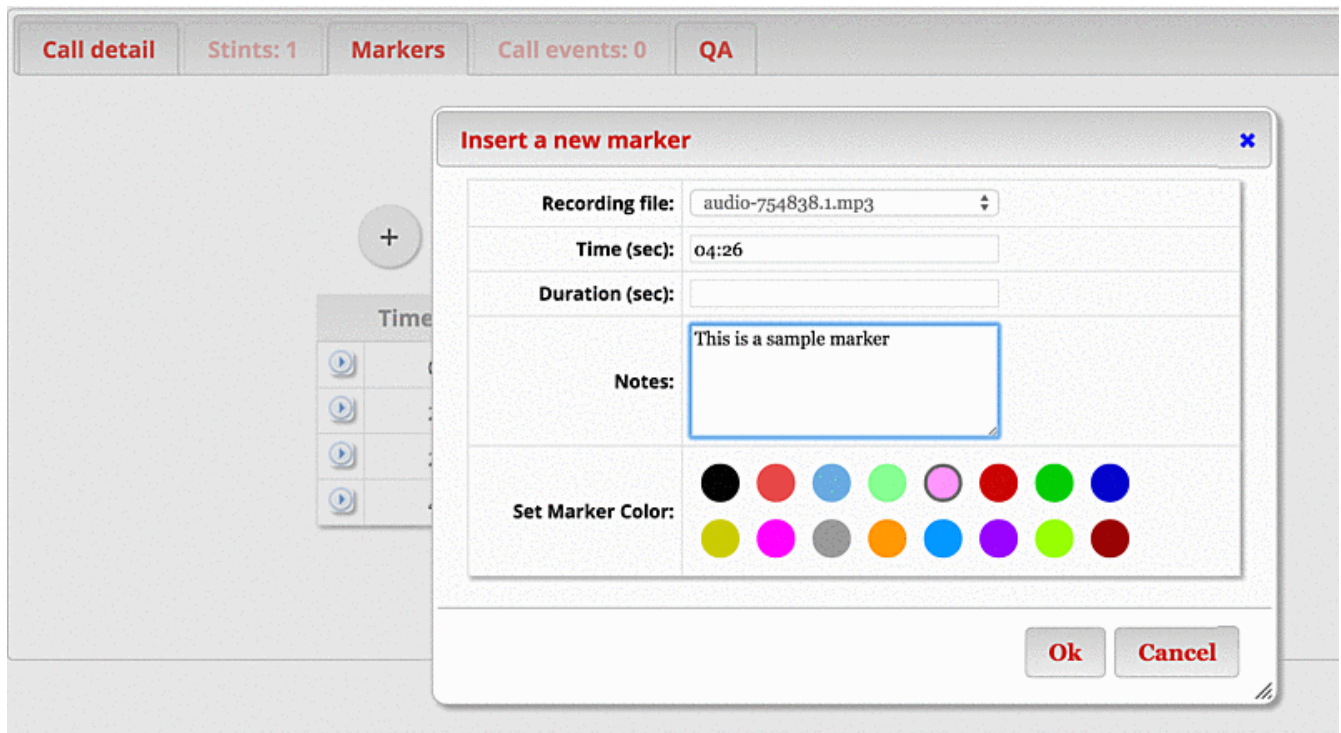 Call detail Stints: 1 Markers Call events: 0 QA
Insert a new marker
Recording file: audio-754838.1.mp3
Time (sec): 04:26
Duration (sec):
Notes: This is a sample marker
Set Marker Color:
Time
Ok Cancel